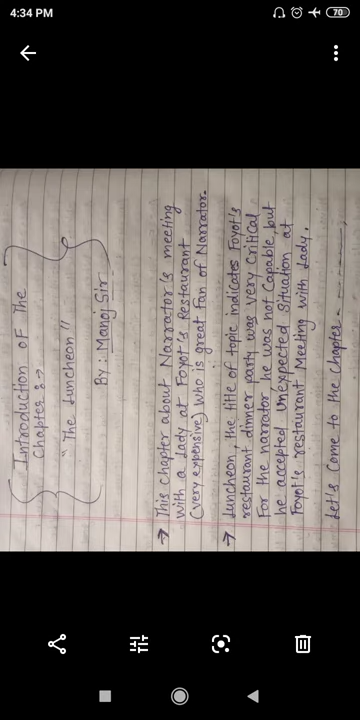 4:34 PM
70
Introduction OF The
Chapter :→
"The Luncheon"
By : Manoj Sir
→ This chapter about Narrator's meeting
with a Lady at Foyot's Restaurant
(very expensive) who is great Fan of Narrator.
→ Luncheon, the title of topic indicates Foyot's
restaurant dinner party was very critical
For the narrator he was not Capable, but
he accepted unexpected Situation at
Foyot's restaurant Meeting with Lady.
Let's Come to the chapter - - - - - - .